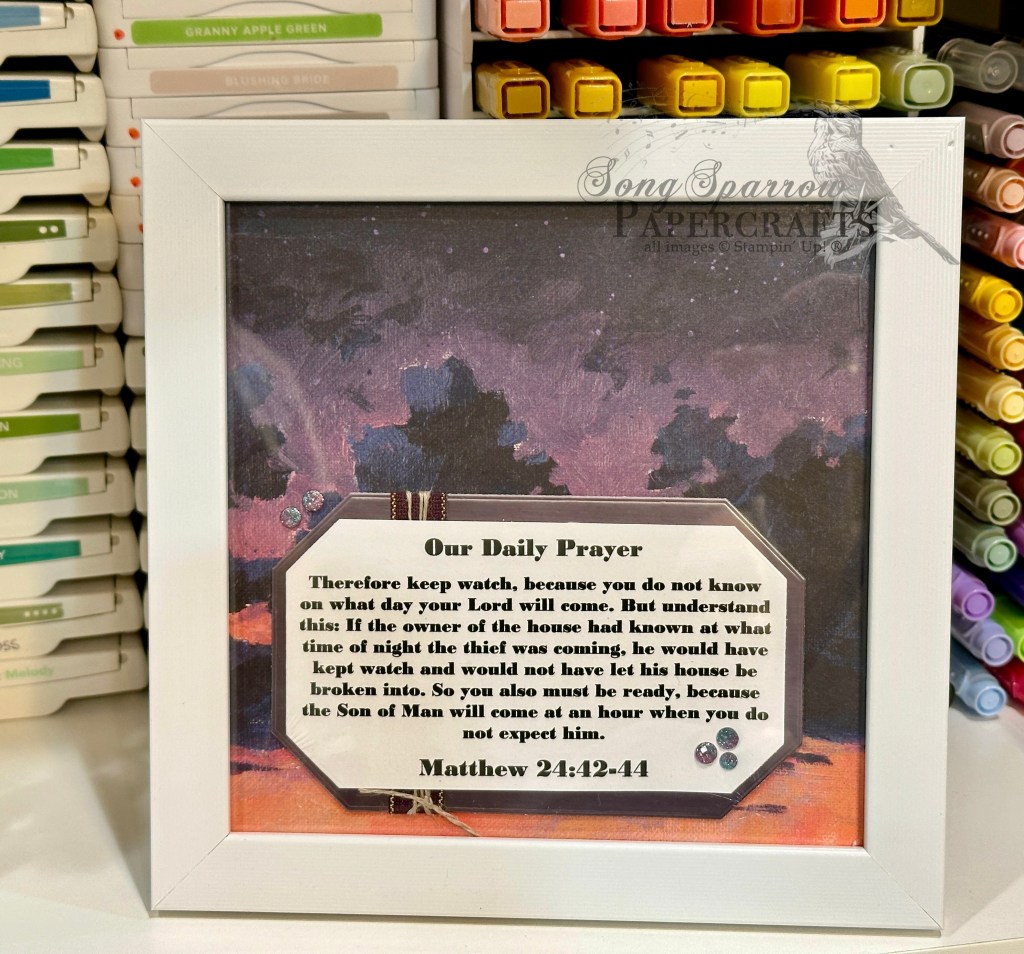 GRANNY APPLE GREEN
BLUSHING BRIDE
Song Sparrow
PAPERCRAFTS
all images © Stampin' Up! ®
Our Daily Prayer
Therefore keep watch, because you do not know
on what day your Lord will come. But understand
this: If the owner of the house had known at what
time of night the thief was coming, he would have
kept watch and would not have let his house be
broken into. So you also must be ready, because
the Son of Man will come at an hour when you do
not expect him.
Matthew 24:42-44
Melody